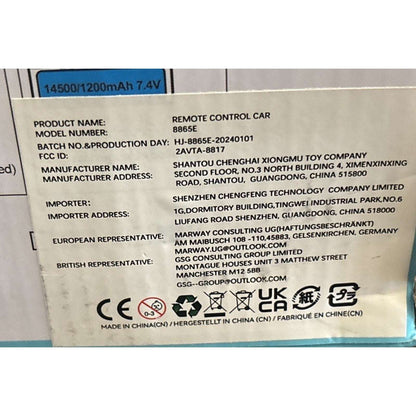 14500/1200mAh 7.4V
PRODUCT NAME: REMOTE CONTROL CAR
MODEL NUMBER: 8865E
BATCH NO.&PRODUCTION DAY: HJ-8865E-20240101
FCC ID: 2AVTA-8817
MANUFACTURER NAME: SHANTOU CHENGHAI XIONGMU TOY COMPANY
MANUFACTURER ADDRESS: SECOND FLOOR, NO.3 NORTH BUILDING 4, XIMENXINXING
ROAD, SHANTOU, GUANGDONG, CHINA 515800
IMPORTER: SHENZHEN CHENGFENG TECHNOLOGY COMPANY LIMITED
IMPORTER ADDRESS: 1G,DORMITORY BUILDING,TINGWEI INDUSTRIAL PARK,NO.6
LIUFANG ROAD SHENZHEN, GUANGDONG, CHINA 518000
EUROPEAN REPRESENTATIVE: MARWAY CONSULTING UG(HAFTUNGSBESCHRÄNKT)
AM MAIBUSCH 108 -110,45883, GELSENKIRCHEN, GERMANY
MARWAY.UG@OUTLOOK.COM
BRITISH REPRESENTATIVE: GSG CONSULTING GROUP LIMITED
MONTAGUE HOUSES UNIT 3 MATTHEW STREET
MANCHESTER M12 5BB
GSG--GROUP@OUTLOOK.COM
ed)
CE 0-3 UK CA 紙 プラ
MADE IN CHINA(CN) / HERGESTELLT IN CHINA(CN) / FABRIQUÉ EN CHINE(CN)